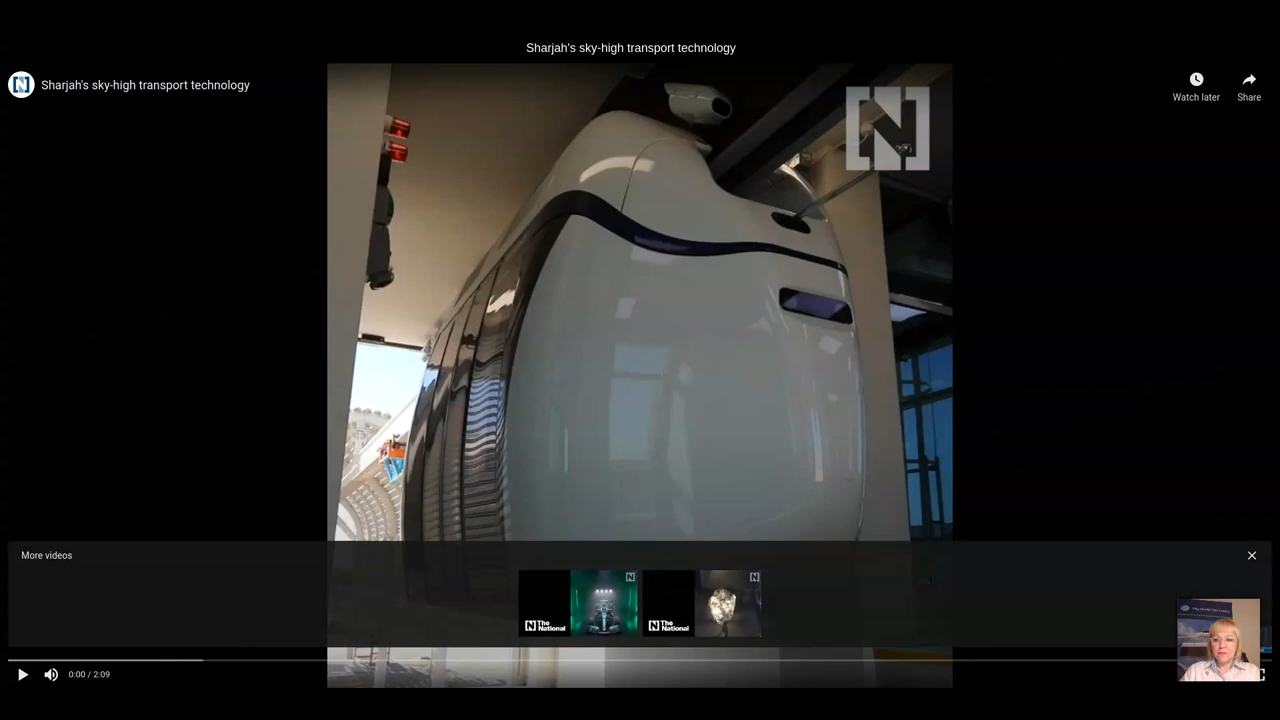 Sharjah's sky-high transport technology
Sharjah's sky-high transport technology
Watch later
Share
More videos
The
National
The
National
0:00 / 2:09